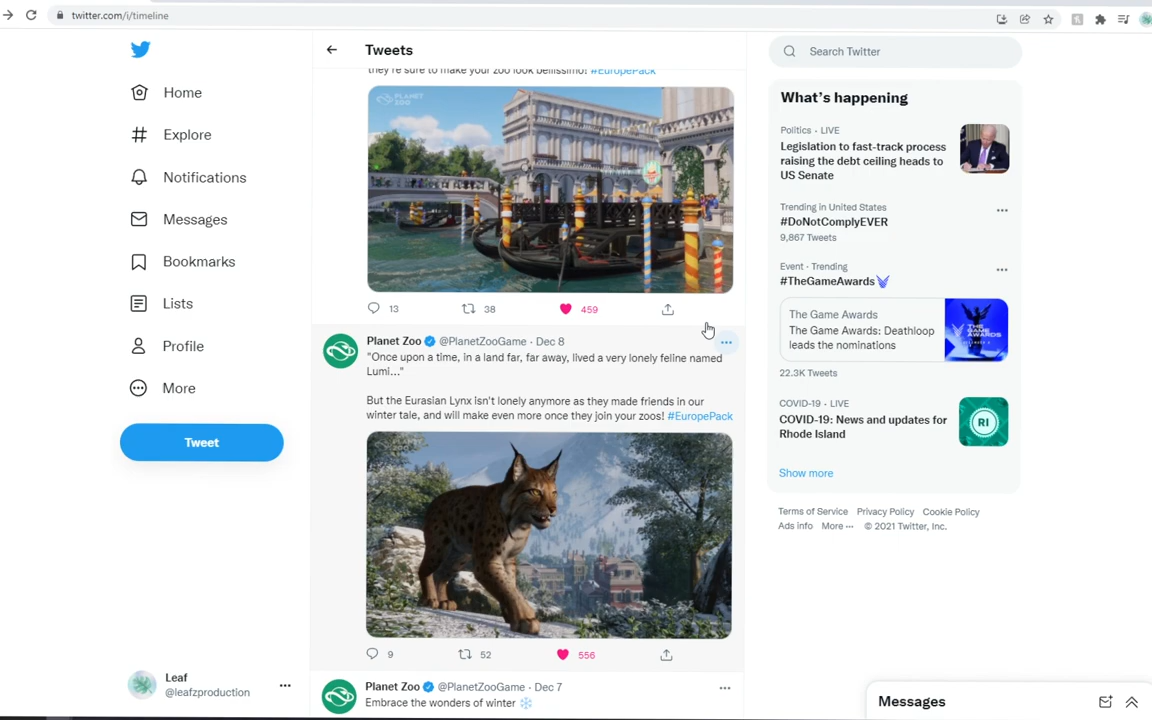 twitter.com/i/timeline
Home
Explore
Notifications
Messages
Bookmarks
Lists
Profile
More
Tweet
Leaf
@leafzproduction
Tweets
they're sure to make your zoo look bellissimo! #EuropePack
PLANET
ZOO
13
38
459
Planet Zoo @PlanetZooGame · Dec 8
"Once upon a time, in a land far, far away, lived a very lonely feline named
Lumi..."
But the Eurasian Lynx isn't lonely anymore as they made friends in our
winter tale, and will make even more once they join your zoos! #EuropePack
PLANET
9
52
556
Planet Zoo @PlanetZooGame · Dec 7
Embrace the wonders of winter
Search Twitter
What's happening
Politics · LIVE
Legislation to fast-track process
raising the debt ceiling heads to
US Senate
Trending in United States
#DoNotComplyEVER
9,867 Tweets
Event · Trending
#TheGameAwards
The Game Awards
The Game Awards: Deathloop
leads the nominations
THE
GAME
AWARDS
22.3K Tweets
COVID-19 · LIVE
COVID-19: News and updates for
Rhode Island
RI
Show more
Terms of Service Privacy Policy Cookie Policy
Ads info More ··· © 2021 Twitter, Inc.
Messages